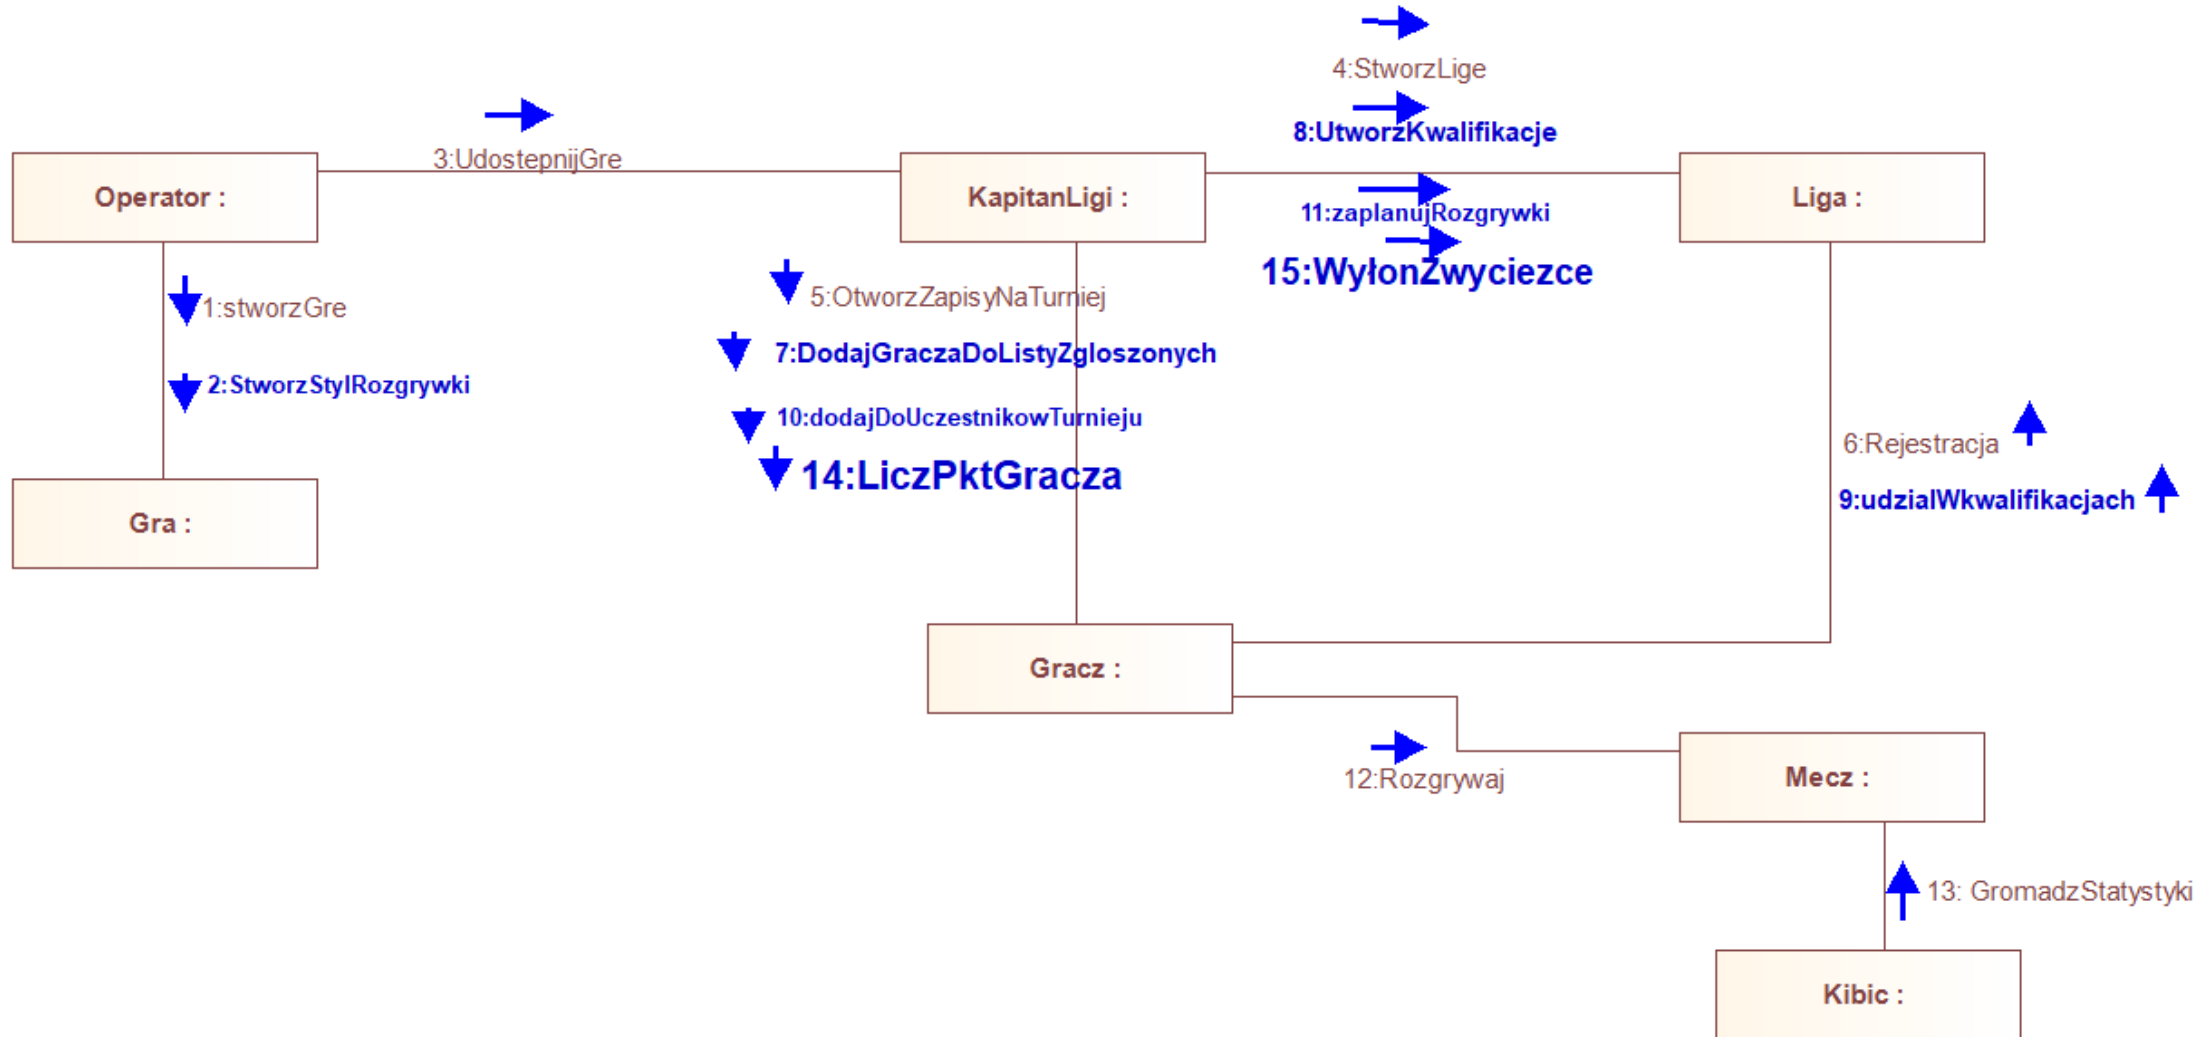 4:StworzLige
8:UtworzKwalifikacje
3:UdostepnijGre
Operator :
KapitanLigi :
Liga :
11:zaplanujRozgrywki
15:WyłonZwyciezce
1:stworzGre
5:OtworzZapisyNaTurniej
7:DodajGraczaDoListyZgloszonych
2:StworzStylRozgrywki
10:dodajDoUczestnikowTurnieju
6:Rejestracja
14:LiczPktGracza
9:udzialWkwalifikacjach
Gra :
Gracz :
12:Rozgrywaj
Mecz :
13: GromadzStatystyki
Kibic :